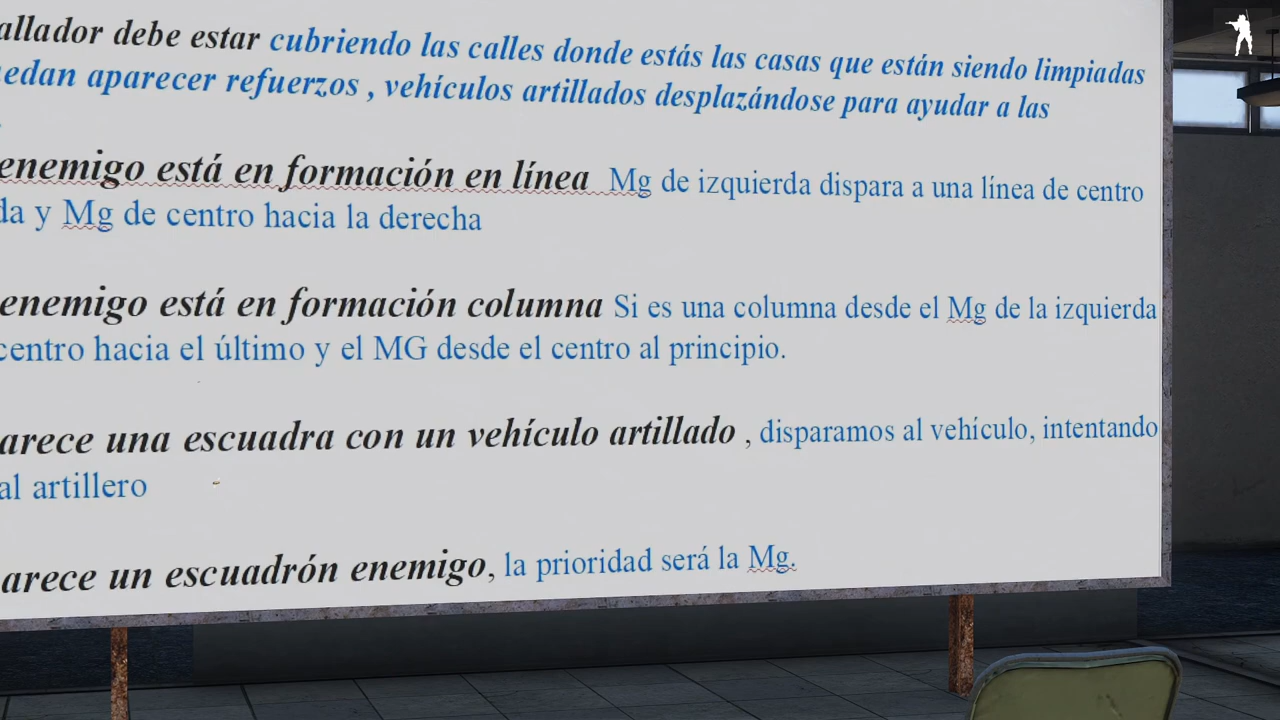 allador debe estar cubriendo las calles donde estás las casas que están siendo limpiadas
uedan aparecer refuerzos , vehículos artillados desplazándose para ayudar a las
enemigo está en formación en línea Mg de izquierda dispara a una línea de centro
da y Mg de centro hacia la derecha
enemigo está en formación columna Si es una columna desde el Mg de la izquierda
centro hacia el último y el MG desde el centro al principio.
arece una escuadra con un vehículo artillado , disparamos al vehículo, intentando
al artillero
arece un escuadrón enemigo, la prioridad será la Mg.